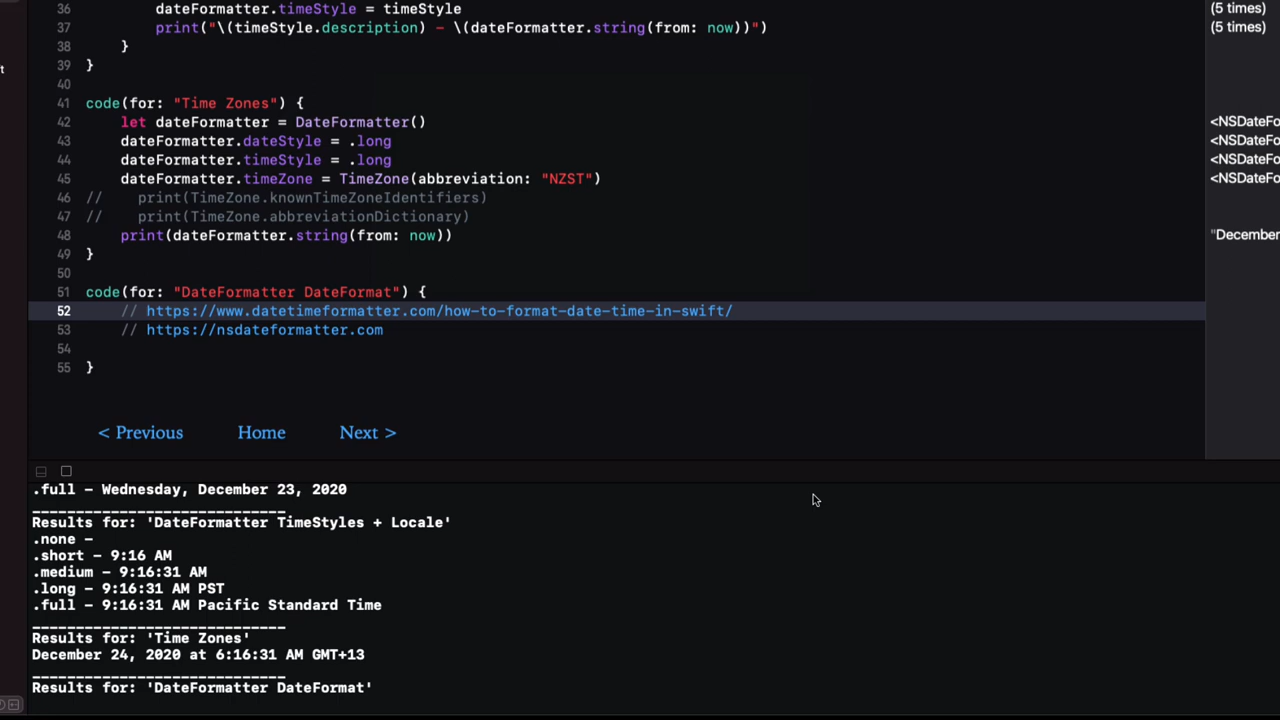 36 dateFormatter.timeStyle = timeStyle (5 times)
37 print("\(timeStyle.description) – \(dateFormatter.string(from: now))") (5 times)
38 }
39 }
t
40
41 code(for: "Time Zones") {
42 let dateFormatter = DateFormatter() <NSDateFo
43 dateFormatter.dateStyle = .long <NSDateFo
44 dateFormatter.timeStyle = .long <NSDateFo
45 dateFormatter.timeZone = TimeZone(abbreviation: "NZST") <NSDateFo
46 // print(TimeZone.knownTimeZoneIdentifiers)
47 // print(TimeZone.abbreviationDictionary)
48 print(dateFormatter.string(from: now)) "December
49 }
50
51 code(for: "DateFormatter DateFormat") {
52 // https://www.datetimeformatter.com/how-to-format-date-time-in-swift/
53 // https://nsdateformatter.com
54
55 }
< Previous Home Next >
.full – Wednesday, December 23, 2020
_____________________________
Results for: 'DateFormatter TimeStyles + Locale'
.none –
.short – 9:16 AM
.medium – 9:16:31 AM
.long – 9:16:31 AM PST
.full – 9:16:31 AM Pacific Standard Time
_____________________________
Results for: 'Time Zones'
December 24, 2020 at 6:16:31 AM GMT+13
_____________________________
Results for: 'DateFormatter DateFormat'